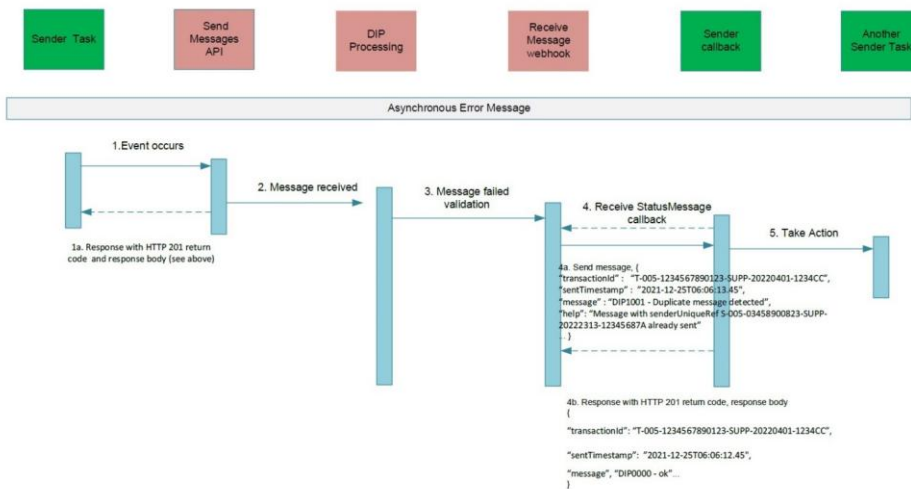 Sender Task
Send
Messages
API
DIP
Processing
Receive
Message
webhook
Sender
callback
Another
Sender Task
Asynchronous Error Message
1.Event occurs
2. Message received
3. Message failed
validation
4. Receive StatusMessage
callback
5. Take Action
1a. Response with HTTP 201 return
code and response body (see above)
4a. Send message, {
"transactionId" : "T-005-1234567890123-SUPP-20220401-1234CC",
"sentTimestamp" : "2021-12-25T06:06:13.45",
"message" : "DIP1001 - Duplicate message detected",
"help": "Message with senderUniqueRef S-005-03458900823-SUPP-
20222313-12345687A already sent"
... }
4b. Response with HTTP 201 return code, response body
{
"transactionId": "T-005-1234567890123-SUPP-20220401-1234CC",
"sentTimestamp": "2021-12-25T06:06:12.45",
"message", "DIP0000 - ok"...
}